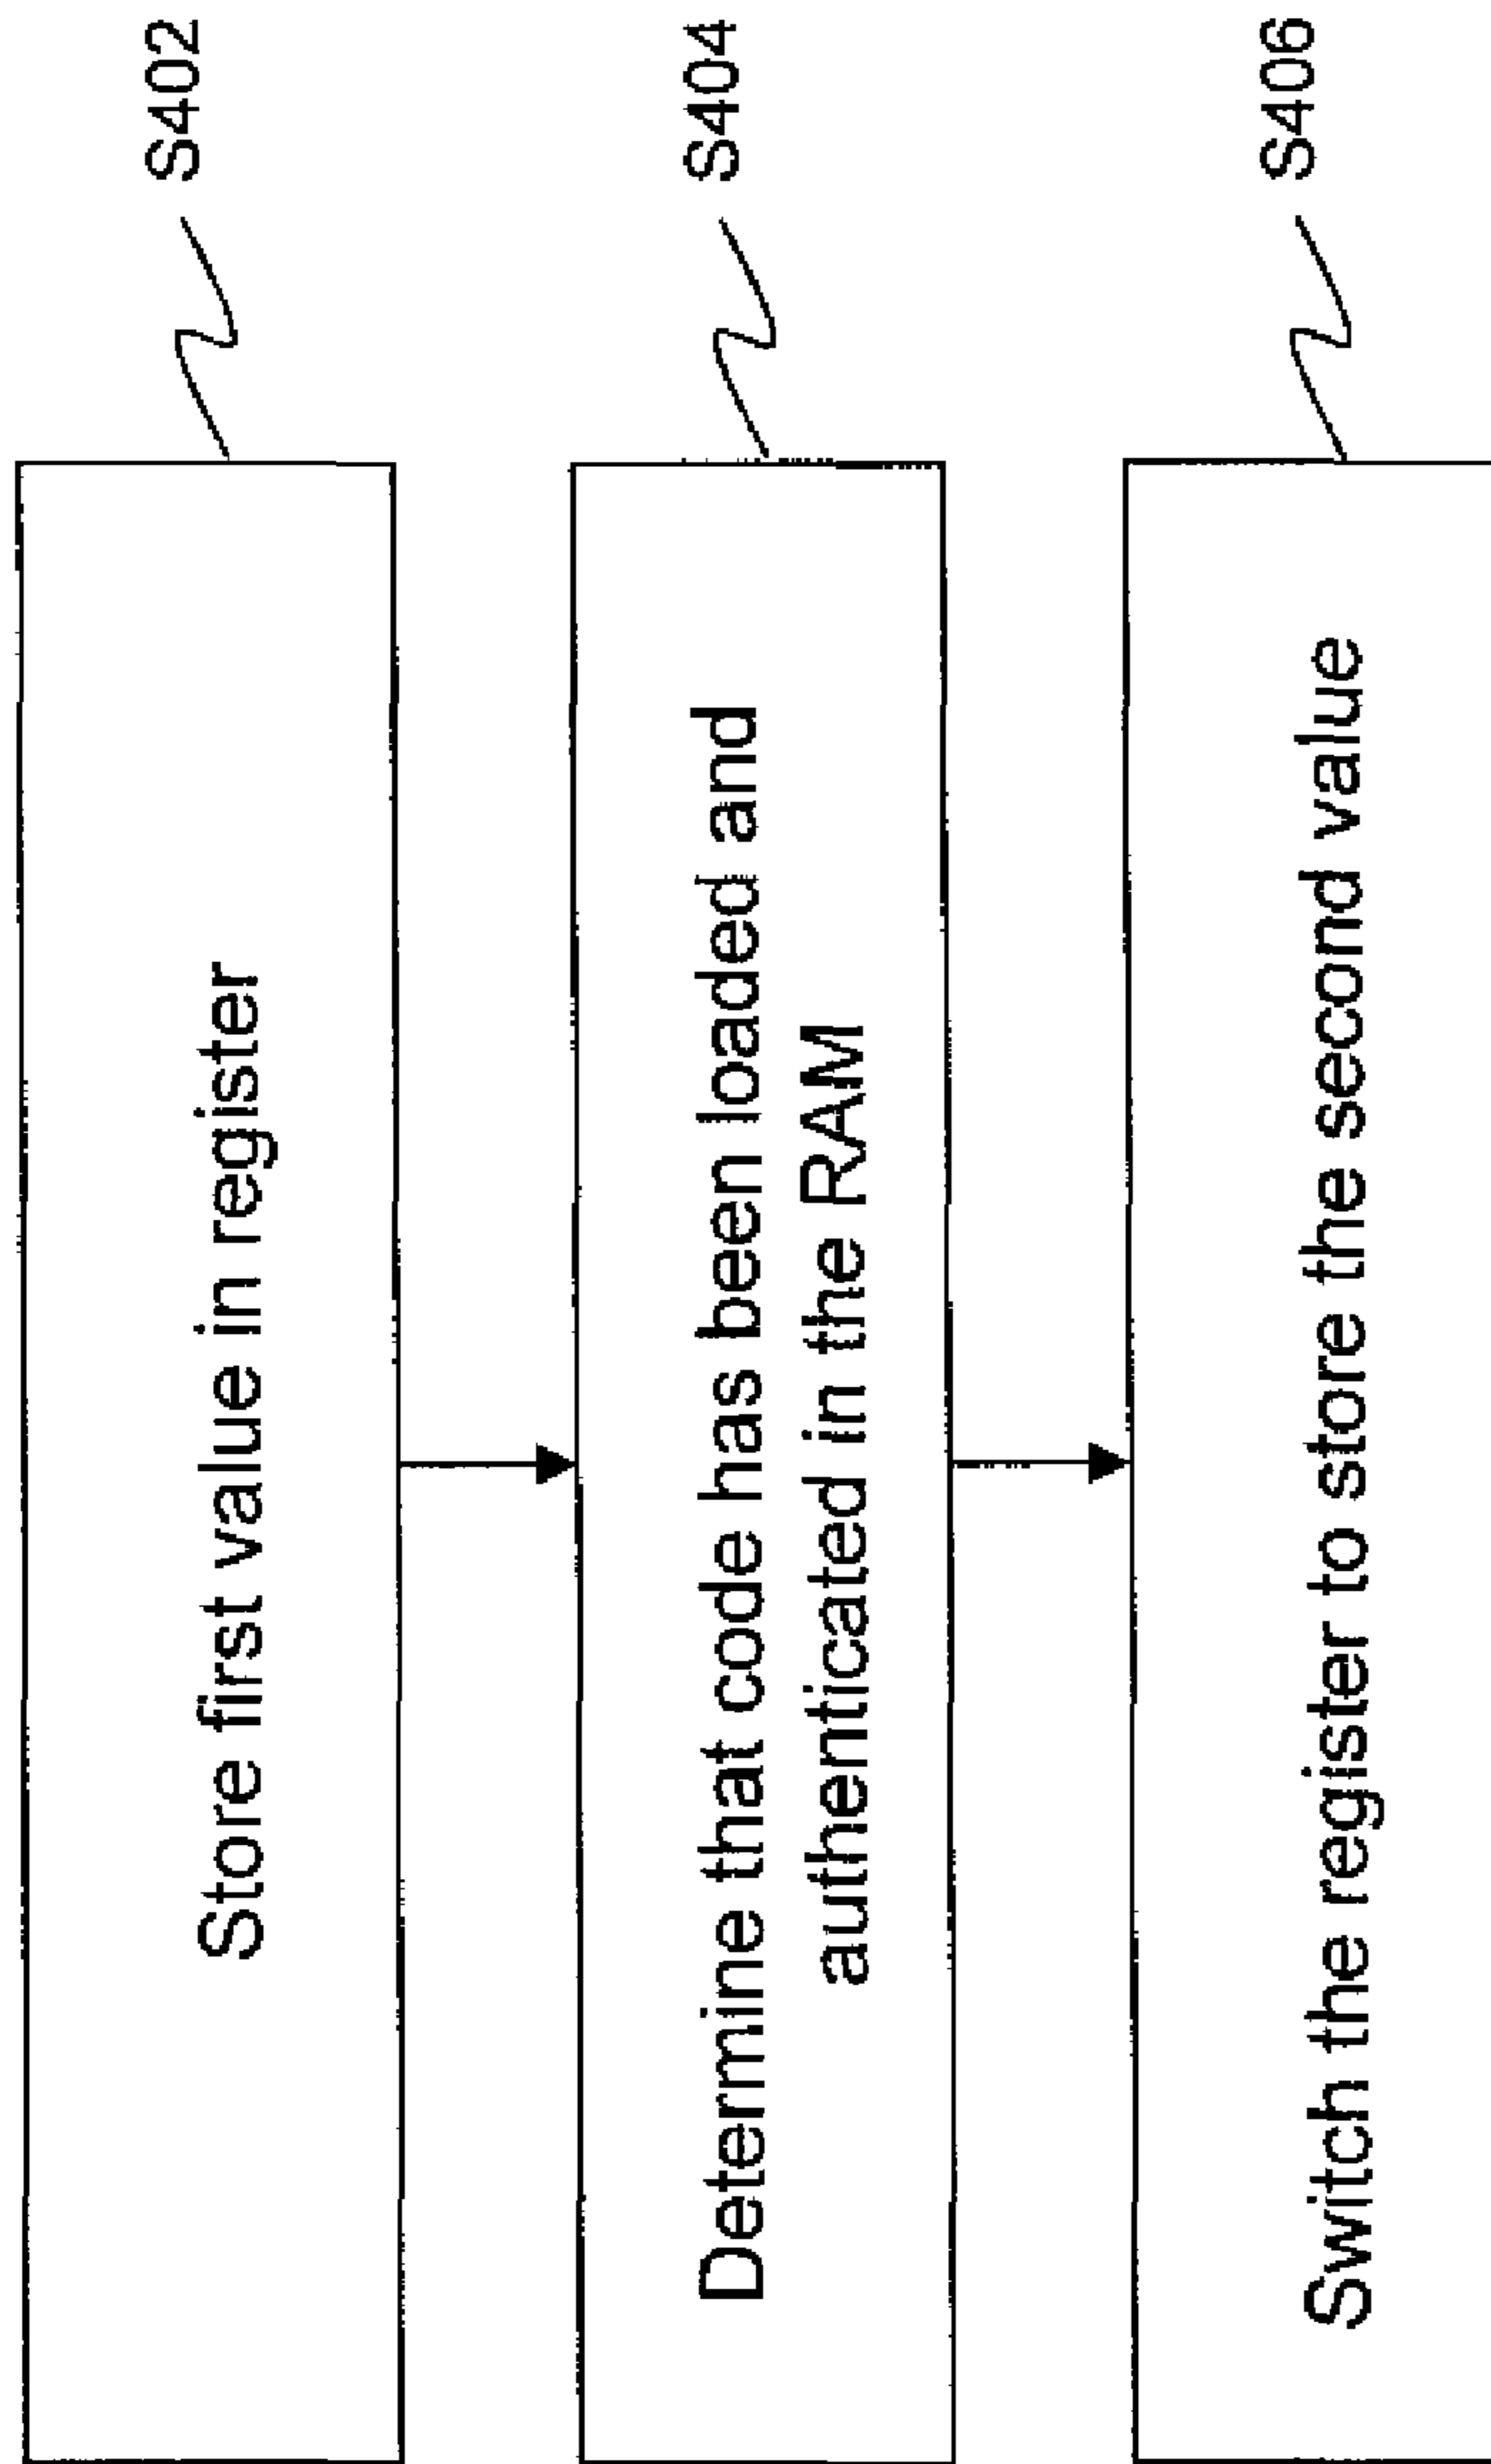 Store first value in register
S402
Determine that code has been loaded and
authenticated in the RAM
S404
Switch the register to store the second value
S406